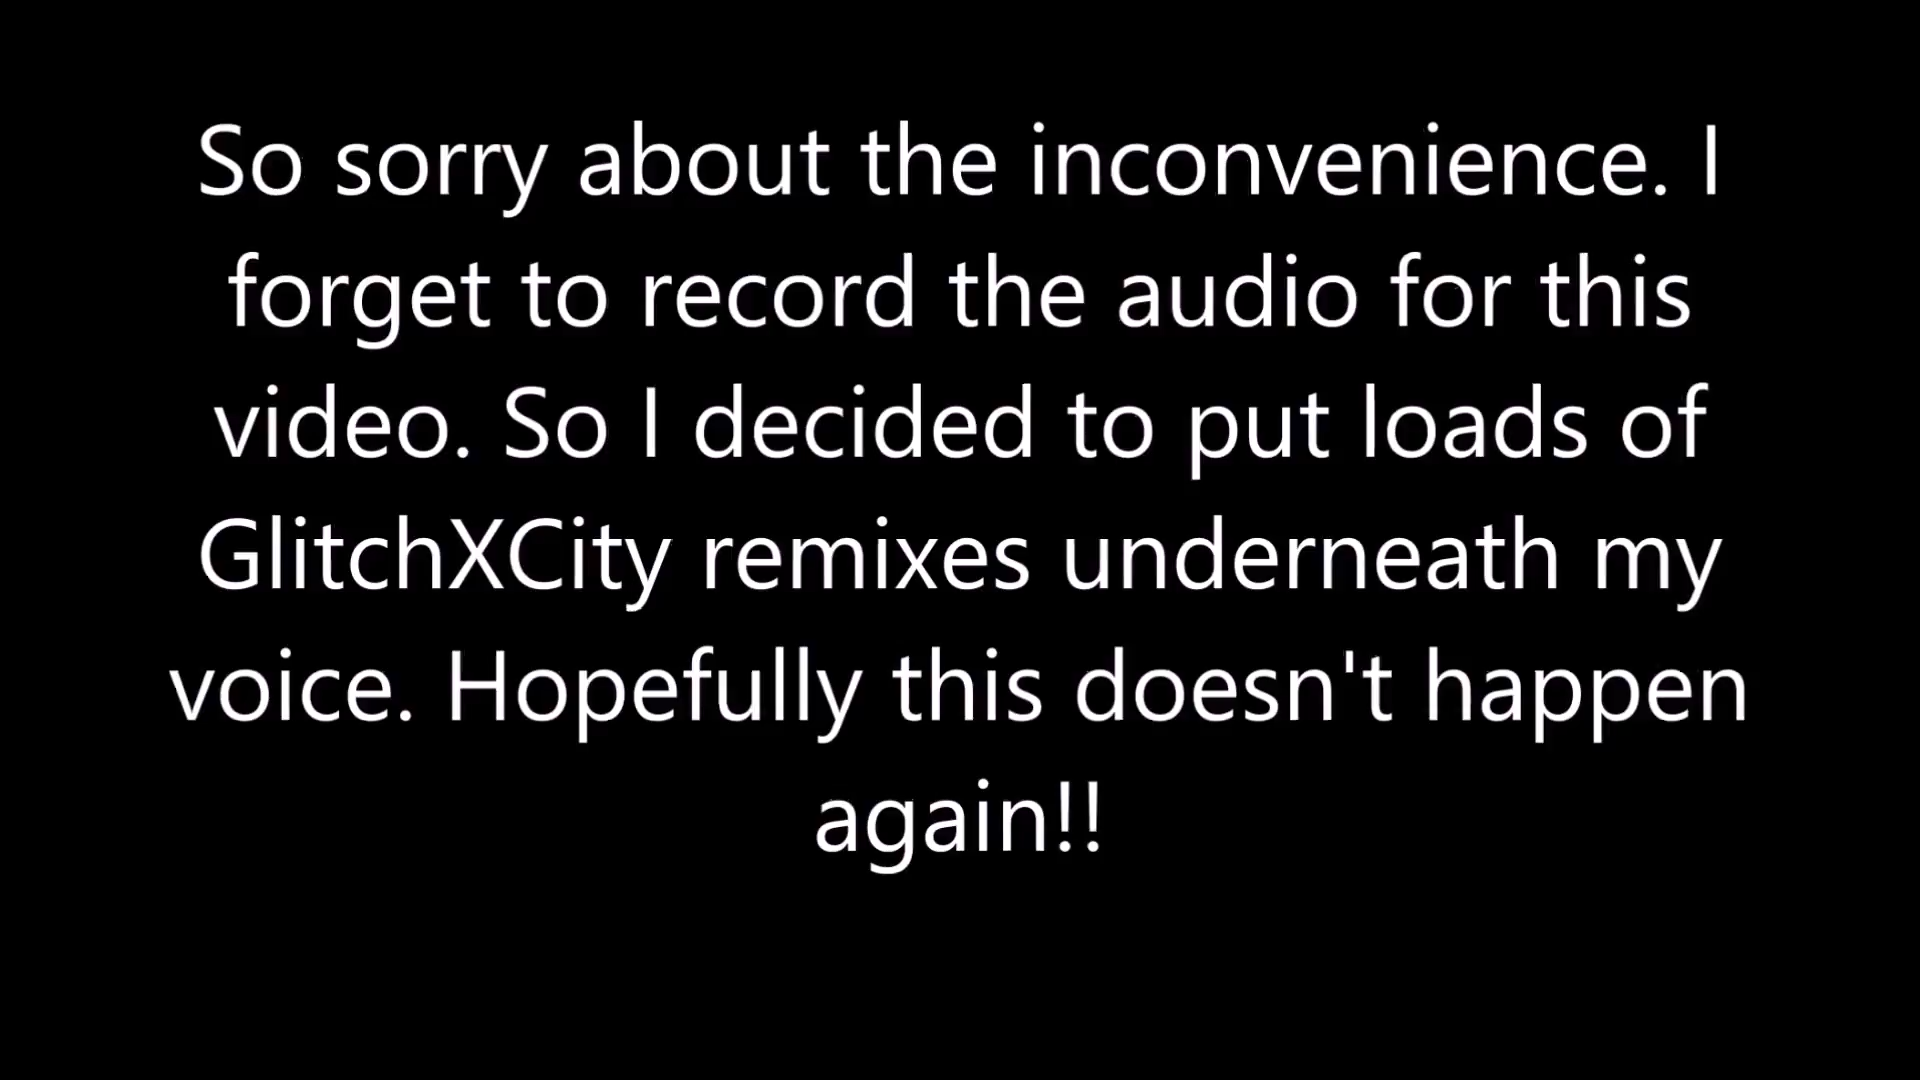 So sorry about the inconvenience. I
forget to record the audio for this
video. So I decided to put loads of
GlitchXCity remixes underneath my
voice. Hopefully this doesn't happen
again!!